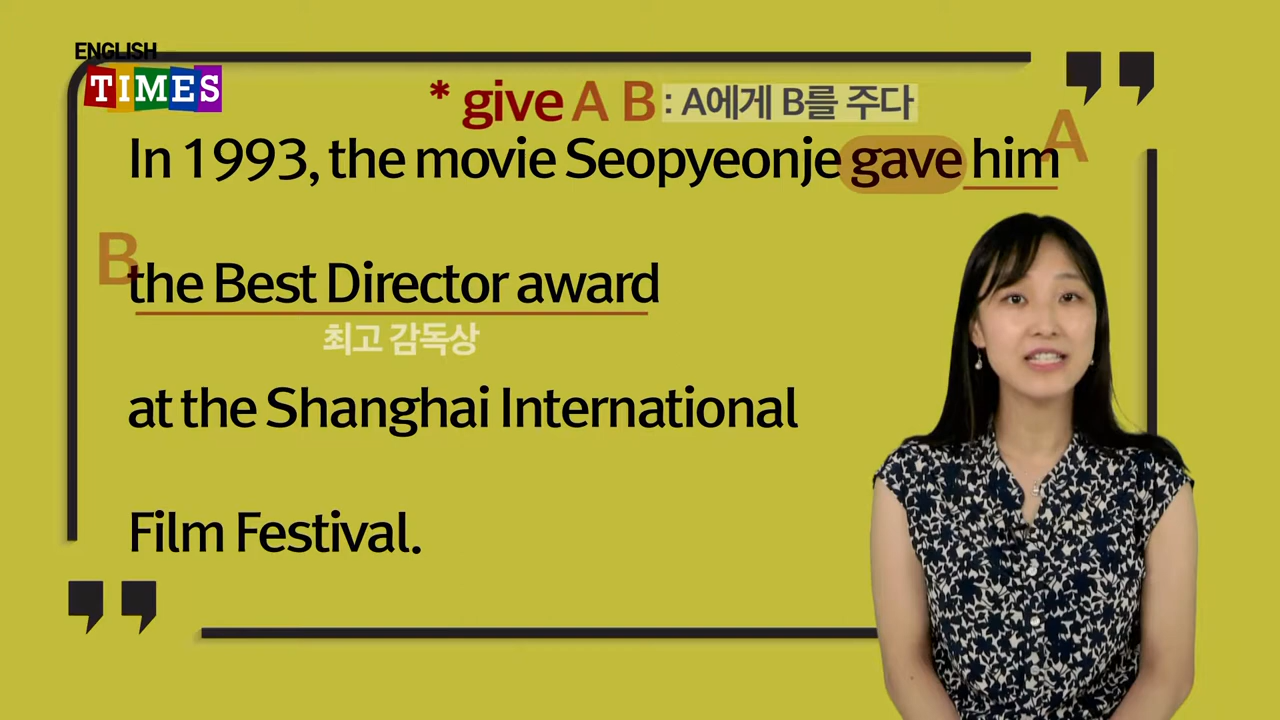 ENGLISH
TIMES
* give A B : A에게 B를 주다
A
In 1993, the movie Seopyeonje gave him
B
the Best Director award
최고 감독상
at the Shanghai International
Film Festival.